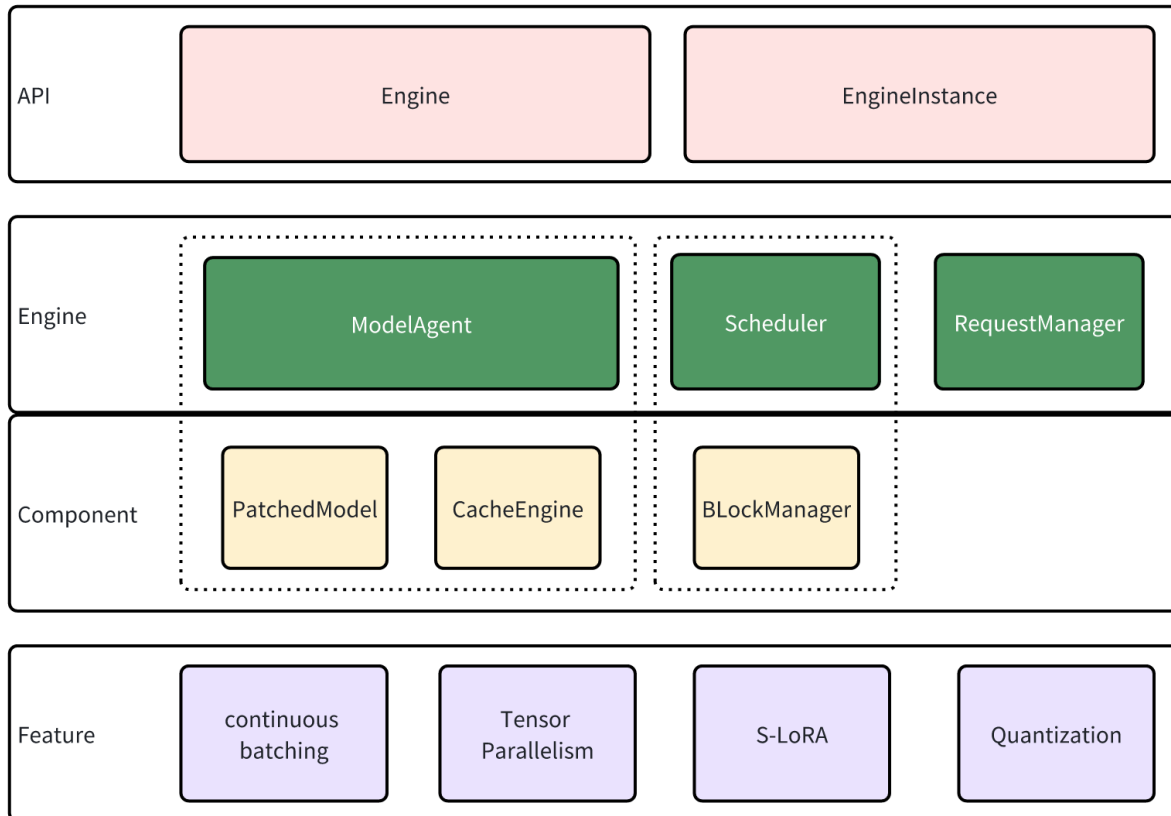 API
Engine
EngineInstance
Engine
ModelAgent
Scheduler
RequestManager
Component
PatchedModel
CacheEngine
BLockManager
Feature
continuous
batching
Tensor
Parallelism
S-LoRA
Quantization